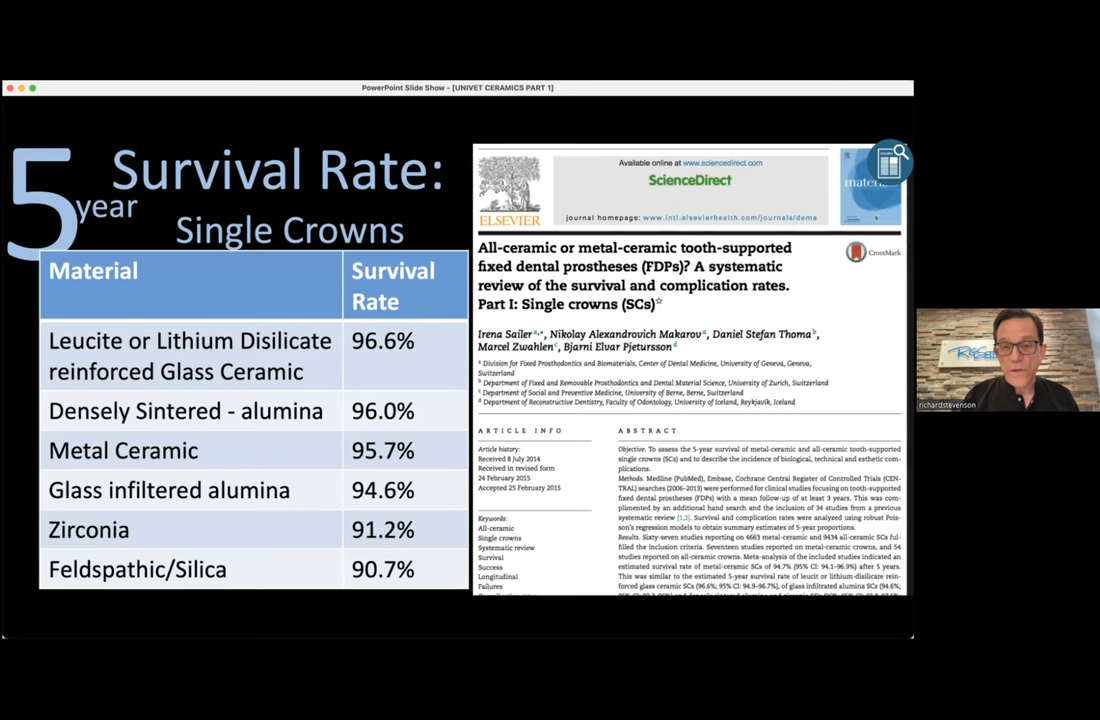 PowerPoint Slide Show - [UNIVET CERAMICS PART 1]
5 year
Survival Rate:
Single Crowns
Material Survival Rate
Leucite or Lithium Disilicate reinforced Glass Ceramic 96.6%
Densely Sintered - alumina 96.0%
Metal Ceramic 95.7%
Glass infiltrated alumina 94.6%
Zirconia 91.2%
Feldspathic/Silica 90.7%
ELSEVIER
Available online at www.sciencedirect.com
ScienceDirect
journal homepage: www.intl.elsevierhealth.com/journals/dema
All-ceramic or metal-ceramic tooth-supported
fixed dental prostheses (FDPs)? A systematic
review of the survival and complication rates.
Part I: Single crowns (SCs)☆
CrossMark
Irena Sailer a,*, Nikolay Alexandrovich Makarov a, Daniel Stefan Thoma b,
Marcel Zwahlen c, Bjarni Elvar Pjetursson d
a Division for Fixed Prosthodontics and Biomaterials, Center of Dental Medicine, University of Geneva, Geneva,
Switzerland
b Department of Fixed and Removable Prosthodontics and Dental Material Science, University of Zurich, Switzerland
c Department of Social and Preventive Medicine, University of Berne, Berne, Switzerland
d Department of Reconstructive Dentistry, Faculty of Odontology, University of Iceland, Reykjavik, Iceland
ARTICLE INFO
Article history:
Received 8 July 2014
Received in revised form
24 February 2015
Accepted 25 February 2015
Keywords:
All-ceramic
Single crowns
Systematic review
Survival
Success
Longitudinal
Failures
ABSTRACT
Objective. To assess the 5-year survival of metal-ceramic and all-ceramic tooth-supported
single crowns (SCs) and to describe the incidence of biological, technical and esthetic com-
plications.
Methods. Medline (PubMed), Embase, Cochrane Central Register of Controlled Trials (CEN-
TRAL) searches (2006–2013) were performed for clinical studies focusing on tooth-supported
fixed dental prostheses (FDPs) with a mean follow-up of at least 3 years. This was com-
plimented by an additional hand search and the inclusion of 34 studies from a previous
systematic review [1,2]. Survival and complication rates were analyzed using robust Pois-
son's regression models to obtain summary estimates of 5-year proportions.
Results. Sixty-seven studies reporting on 4663 metal-ceramic and 9434 all-ceramic SCs ful-
filled the inclusion criteria. Seventeen studies reported on metal-ceramic crowns, and 54
studies reported on all-ceramic crowns. Meta-analysis of the included studies indicated an
estimated survival rate of metal-ceramic SCs of 94.7% (95% CI: 94.1–96.9%) after 5 years.
This was similar to the estimated 5-year survival rate of leucit or lithium-disilicate rein-
forced glass ceramic SCs (96.6%; 95% CI: 94.9–96.7%), of glass infiltrated alumina SCs (94.6%;
richardstevenson